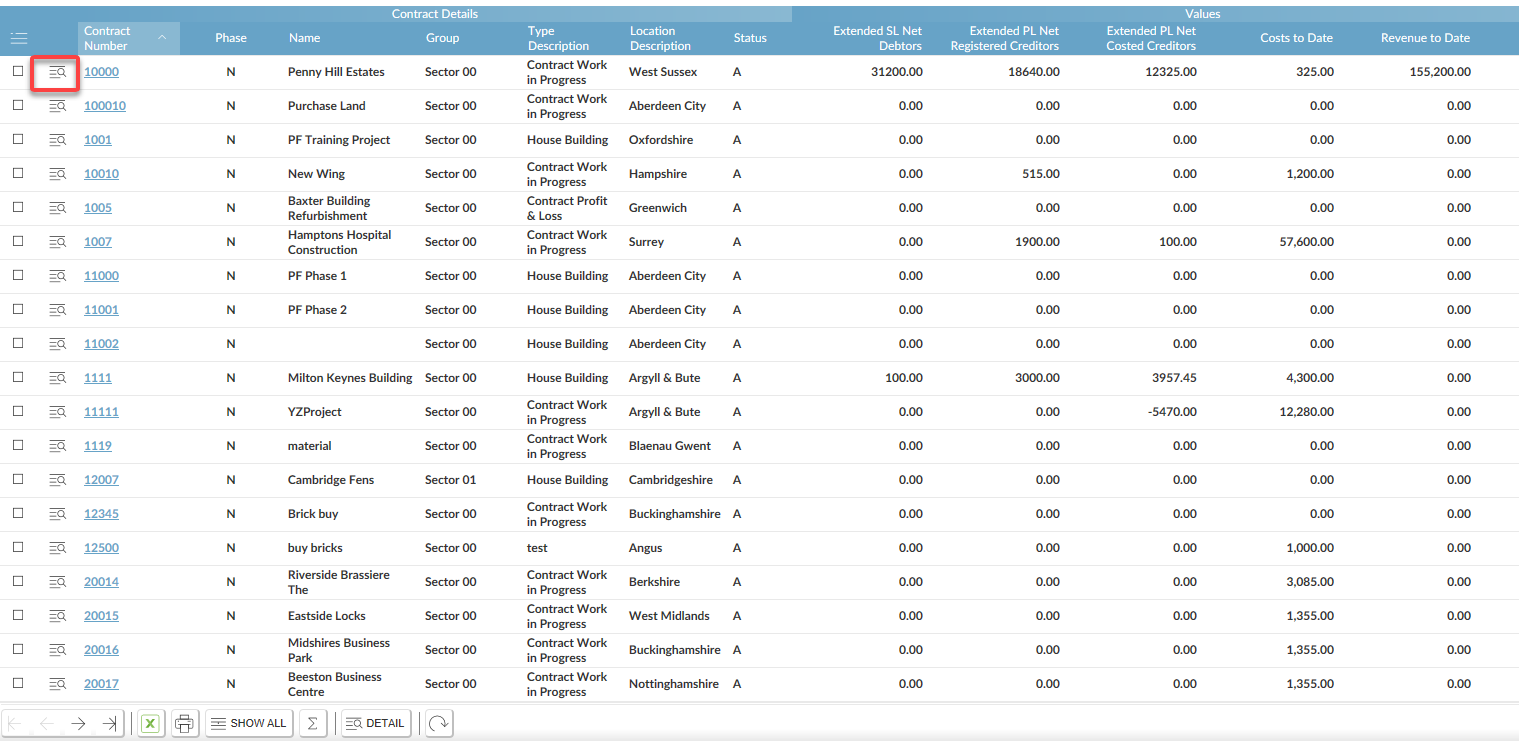 Contract Details Values
Contract Number Phase Name Group Type Description Location Description Status Extended SL Net Debtors Extended PL Net Registered Creditors Extended PL Net Costed Creditors Costs to Date Revenue to Date
10000 N Penny Hill Estates Sector 00 Contract Work in Progress West Sussex A 31200.00 18640.00 12325.00 325.00 155,200.00
100010 N Purchase Land Sector 00 Contract Work in Progress Aberdeen City A 0.00 0.00 0.00 0.00 0.00
1001 N PF Training Project Sector 00 House Building Oxfordshire A 0.00 0.00 0.00 0.00 0.00
10010 N New Wing Sector 00 Contract Work in Progress Hampshire A 0.00 515.00 0.00 1,200.00 0.00
1005 N Baxter Building Refurbishment Sector 00 Contract Profit & Loss Greenwich A 0.00 0.00 0.00 0.00 0.00
1007 N Hamptons Hospital Construction Sector 00 Contract Work in Progress Surrey A 0.00 1900.00 100.00 57,600.00 0.00
11000 N PF Phase 1 Sector 00 House Building Aberdeen City A 0.00 0.00 0.00 0.00 0.00
11001 N PF Phase 2 Sector 00 House Building Aberdeen City A 0.00 0.00 0.00 0.00 0.00
11002 N Sector 00 House Building Aberdeen City A 0.00 0.00 0.00 0.00 0.00
1111 N Milton Keynes Building Sector 00 House Building Argyll & Bute A 100.00 3000.00 3957.45 4,300.00 0.00
11111 N YZProject Sector 00 Contract Work in Progress Argyll & Bute A 0.00 0.00 -5470.00 12,280.00 0.00
1119 N material Sector 00 Contract Work in Progress Blaenau Gwent A 0.00 0.00 0.00 0.00 0.00
12007 N Cambridge Fens Sector 01 House Building Cambridgeshire A 0.00 0.00 0.00 0.00 0.00
12345 N Brick buy Sector 00 Contract Work in Progress Buckinghamshire A 0.00 0.00 0.00 0.00 0.00
12500 N buy bricks Sector 00 test Angus A 0.00 0.00 0.00 1,000.00 0.00
20014 N Riverside Brassiere The Sector 00 Contract Work in Progress Berkshire A 0.00 0.00 0.00 3,085.00 0.00
20015 N Eastside Locks Sector 00 Contract Work in Progress West Midlands A 0.00 0.00 0.00 1,355.00 0.00
20016 N Midshires Business Park Sector 00 Contract Work in Progress Buckinghamshire A 0.00 0.00 0.00 1,355.00 0.00
20017 N Beeston Business Centre Sector 00 Contract Work in Progress Nottinghamshire A 0.00 0.00 0.00 1,355.00 0.00
X SHOW ALL Σ DETAIL